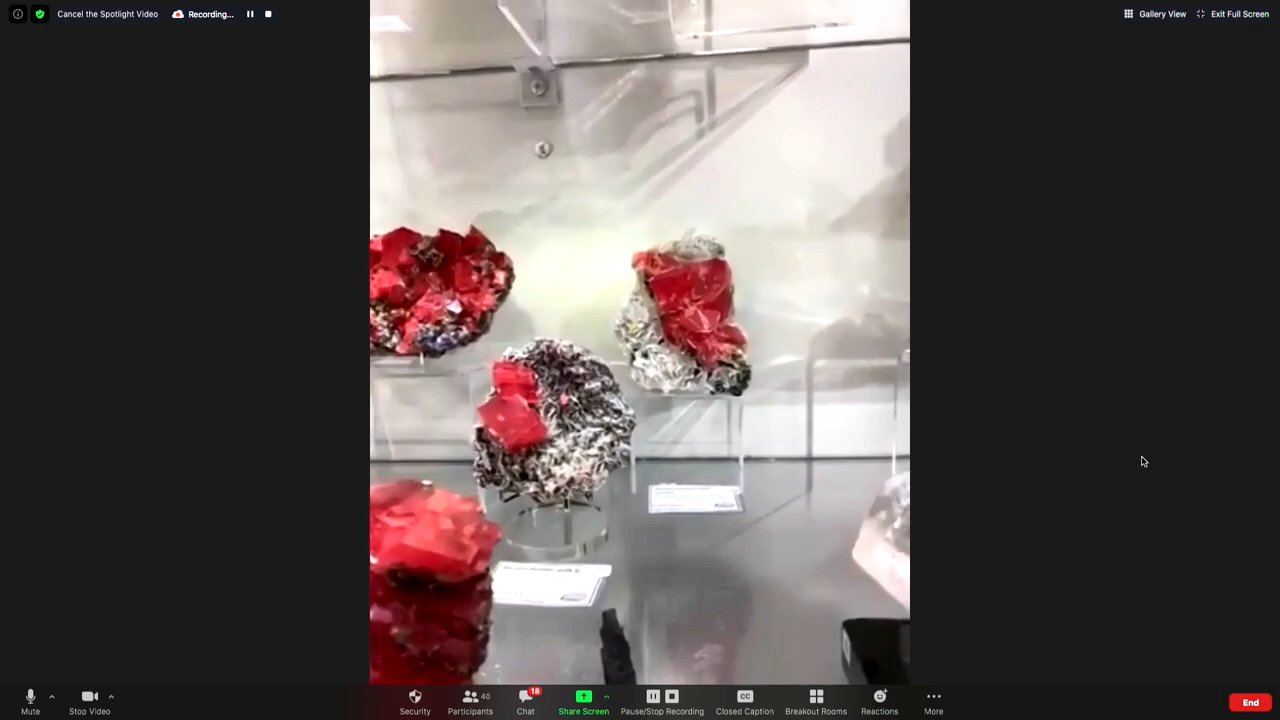 Cancel the Spotlight Video
Recording...
Gallery View
Exit Full Screen
Mute
Stop Video
Security
Participants
40
Chat
18
Share Screen
Pause/Stop Recording
CC
Closed Caption
Breakout Rooms
Reactions
More
End